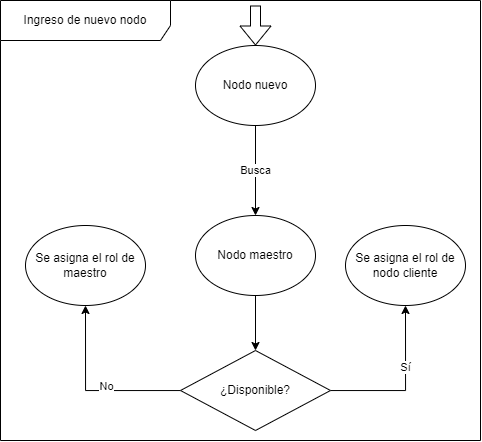 Ingreso de nuevo nodo
Nodo nuevo
Busca
Se asigna el rol de
maestro
Nodo maestro
Se asigna el rol de
nodo cliente
Sí
No
¿Disponible?